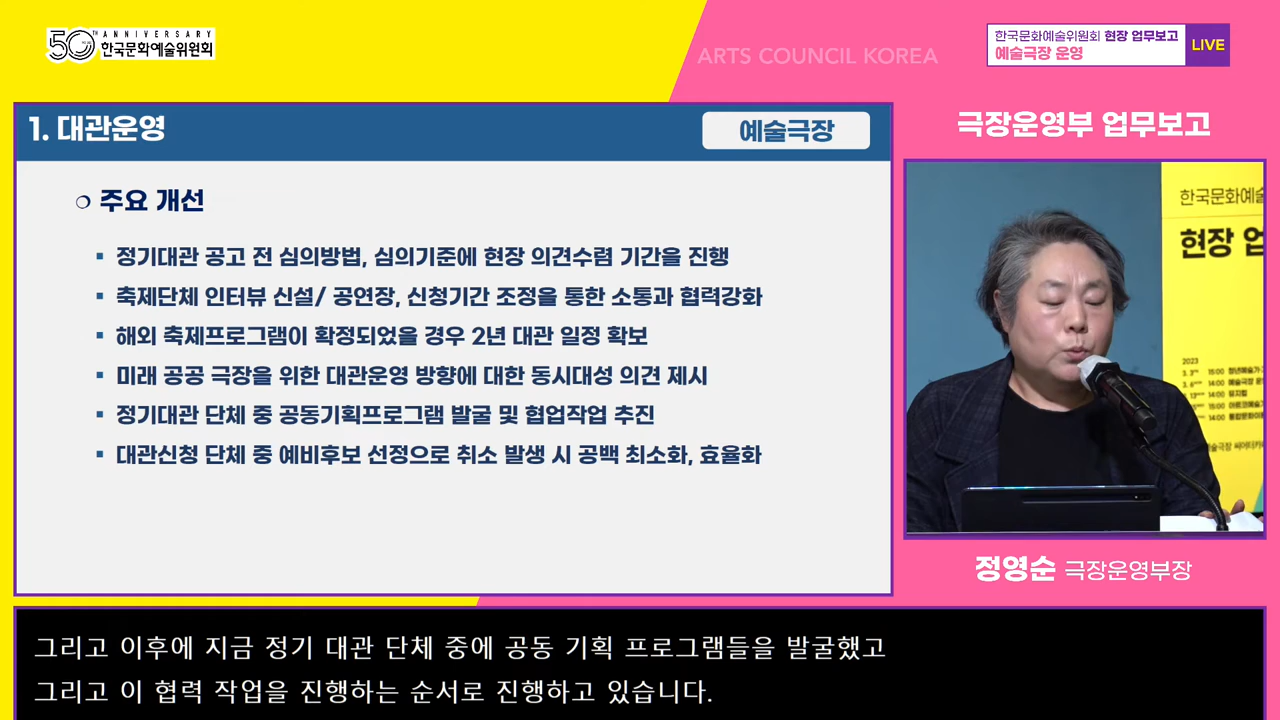 50TH ANNIVERSARY
한국문화예술위원회
ARTS COUNCIL KOREA
한국문화예술위원회 현장 업무보고
예술극장 운영
LIVE
1. 대관운영
예술극장
주요 개선
정기대관 공고 전 심의방법, 심의기준에 현장 의견수렴 기간을 진행
축제단체 인터뷰 신설/ 공연장, 신청기간 조정을 통한 소통과 협력강화
해외 축제프로그램이 확정되었을 경우 2년 대관 일정 확보
미래 공공 극장을 위한 대관운영 방향에 대한 동시대성 의견 제시
정기대관 단체 중 공동기획프로그램 발굴 및 협업작업 추진
대관신청 단체 중 예비후보 선정으로 취소 발생 시 공백 최소화, 효율화
극장운영부 업무보고
한국문화예
현장 업
2023
정영순 극장운영부장
그리고 이후에 지금 정기 대관 단체 중에 공동 기획 프로그램들을 발굴했고
그리고 이 협력 작업을 진행하는 순서로 진행하고 있습니다.